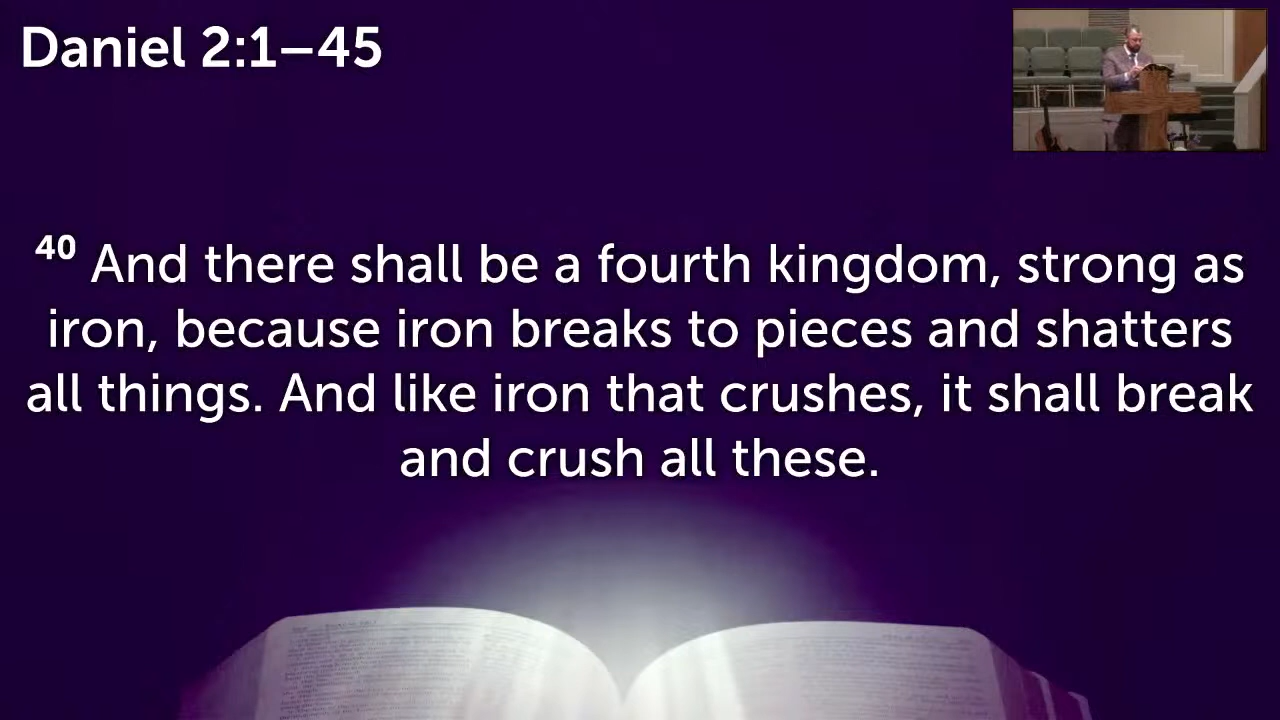 Daniel 2:1–45
40 And there shall be a fourth kingdom, strong as
iron, because iron breaks to pieces and shatters
all things. And like iron that crushes, it shall break
and crush all these.